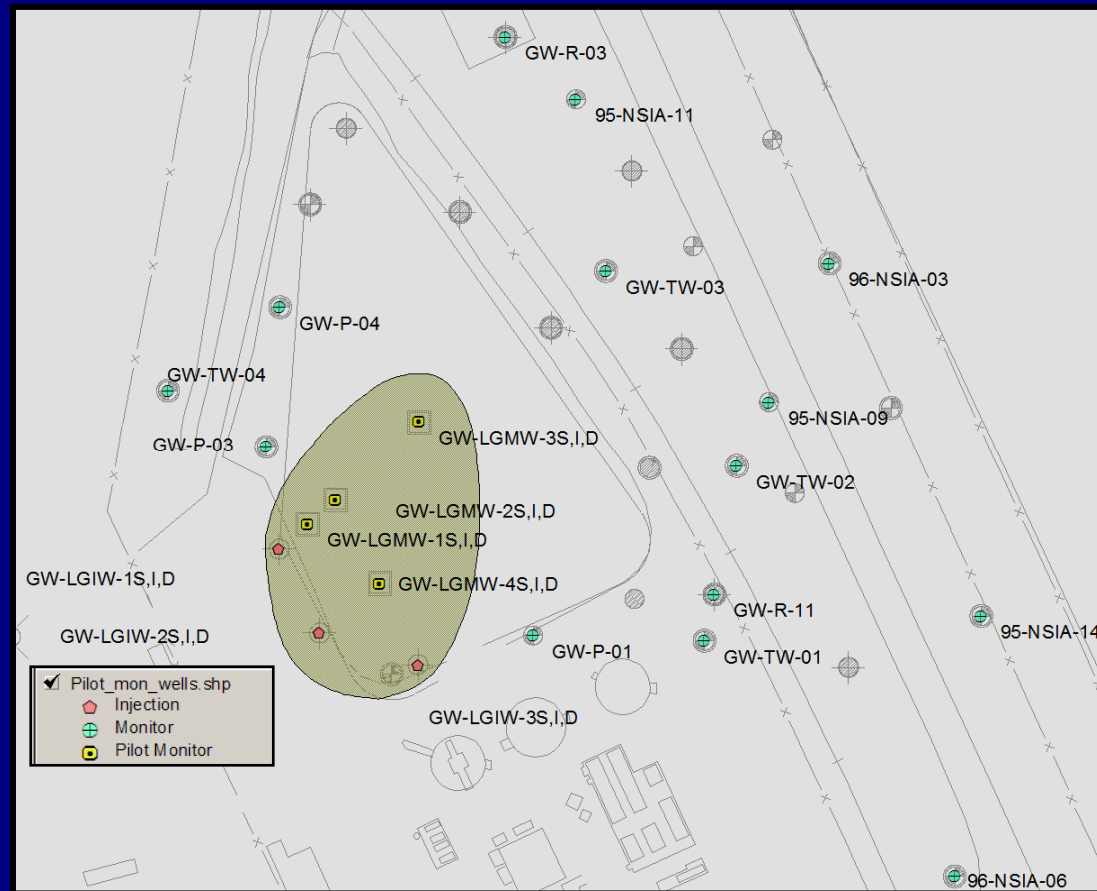 GW-R-03
95-NSIA-11
96-NSIA-03
GW-TW-03
GW-P-04
GW-TW-04
95-NSIA-09
GW-P-03
GW-LGMW-3S,I,D
GW-TW-02
GW-LGMW-2S,I,D
GW-LGMW-1S,I,D
GW-LGIW-1S,I,D
GW-LGMW-4S,I,D
GW-R-11
95-NSIA-14
GW-LGIW-2S,I,D
GW-P-01
GW-TW-01
Pilot_mon_wells.shp
Injection
Monitor
Pilot Monitor
GW-LGIW-3S,I,D
96-NSIA-06